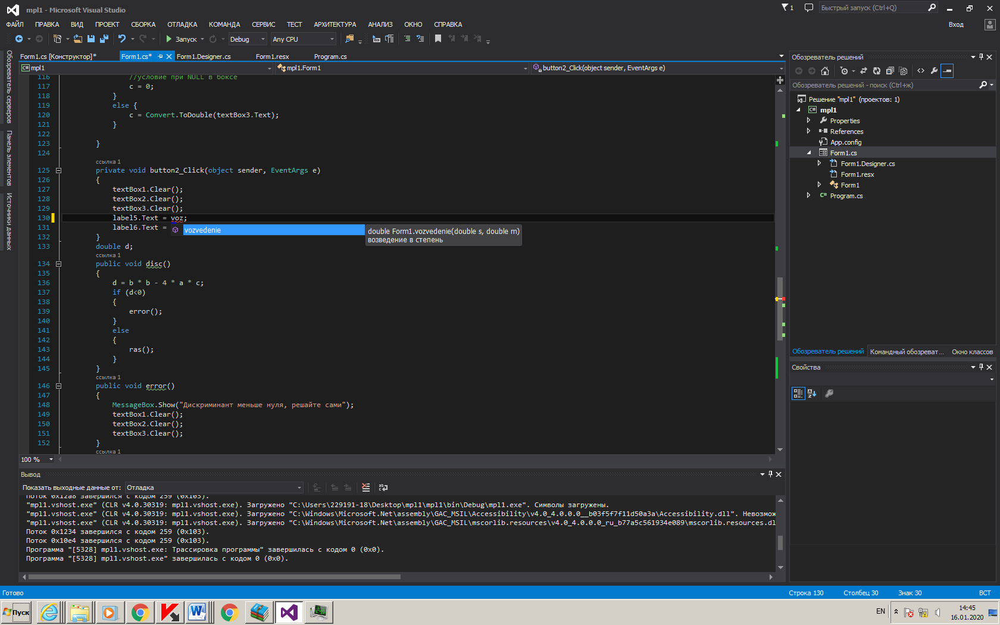 mpl1 - Microsoft Visual Studio
1
Быстрый запуск (Ctrl+Q)
ФАЙЛ ПРАВКА ВИД ПРОЕКТ СБОРКА ОТЛАДКА КОМАНДА СЕРВИС ТЕСТ АРХИТЕКТУРА АНАЛИЗ ОКНО СПРАВКА
Вход
Запуск Debug Any CPU
Обозреватель серверов
Панель элементов
Источники данных
Form1.cs [Конструктор]* Form1.cs* Form1.Designer.cs Form1.resx Program.cs
mpl1 mpl1.Form1 button2_Click(object sender, EventArgs e)
116 //условие при NULL в боксе
117 c = 0;
118 }
119 else {
120 c = Convert.ToDouble(textBox3.Text);
121 }
122
123 }
124
ссылка 1
125 private void button2_Click(object sender, EventArgs e)
126 {
127 textBox1.Clear();
128 textBox2.Clear();
129 textBox3.Clear();
130 label5.Text = voz;
131 label6.Text =
vozvedenie
double Form1.vozvedenie(double s, double m)
возведение в степень
132 }
133 double d;
ссылка 1
134 public void disc()
135 {
136 d = b * b - 4 * a * c;
137 if (d<0)
138 {
139 error();
140 }
141 else
142 {
143 ras();
144 }
145 }
ссылка 1
146 public void error()
147 {
148 MessageBox.Show("Дискриминант меньше нуля, решайте сами");
149 textBox1.Clear();
150 textBox2.Clear();
151 textBox3.Clear();
152 }
ссылка 1
100 %
Вывод
Показать выходные данные от: Отладка
Поток 0x12a8 завершился с кодом 259 (0x103).
"mpl1.vshost.exe" (CLR v4.0.30319: mpl1.vshost.exe). Загружено "C:\Users\229191-18\Desktop\mpl1\mpl1\bin\Debug\mpl1.exe". Символы загружены.
"mpl1.vshost.exe" (CLR v4.0.30319: mpl1.vshost.exe). Загружено "C:\Windows\Microsoft.Net\assembly\GAC_MSIL\Accessibility\v4.0_4.0.0.0__b03f5f7f11d50a3a\Accessibility.dll". Невозмож
"mpl1.vshost.exe" (CLR v4.0.30319: mpl1.vshost.exe). Загружено "C:\Windows\Microsoft.Net\assembly\GAC_MSIL\mscorlib.resources\v4.0_4.0.0.0_ru_b77a5c561934e089\mscorlib.resources.dl
Поток 0x1234 завершился с кодом 259 (0x103).
Поток 0x10e4 завершился с кодом 259 (0x103).
Программа "[5328] mpl1.vshost.exe: Трассировка программы" завершилась с кодом 0 (0x0).
Программа "[5328] mpl1.vshost.exe" завершилась с кодом 0 (0x0).
Обозреватель решений
Обозреватель решений - поиск (Ctrl+ж)
Решение "mpl1" (проектов: 1)
mpl1
Properties
References
App.config
Form1.cs
Form1.Designer.cs
Form1.resx
Form1
Program.cs
Обозреватель решений Командный обозреват... Окно классов
Свойства
Готово
Строка 130 Столбец 30 Знак 30 ВСТ
Пуск
EN
14:45
16.01.2020